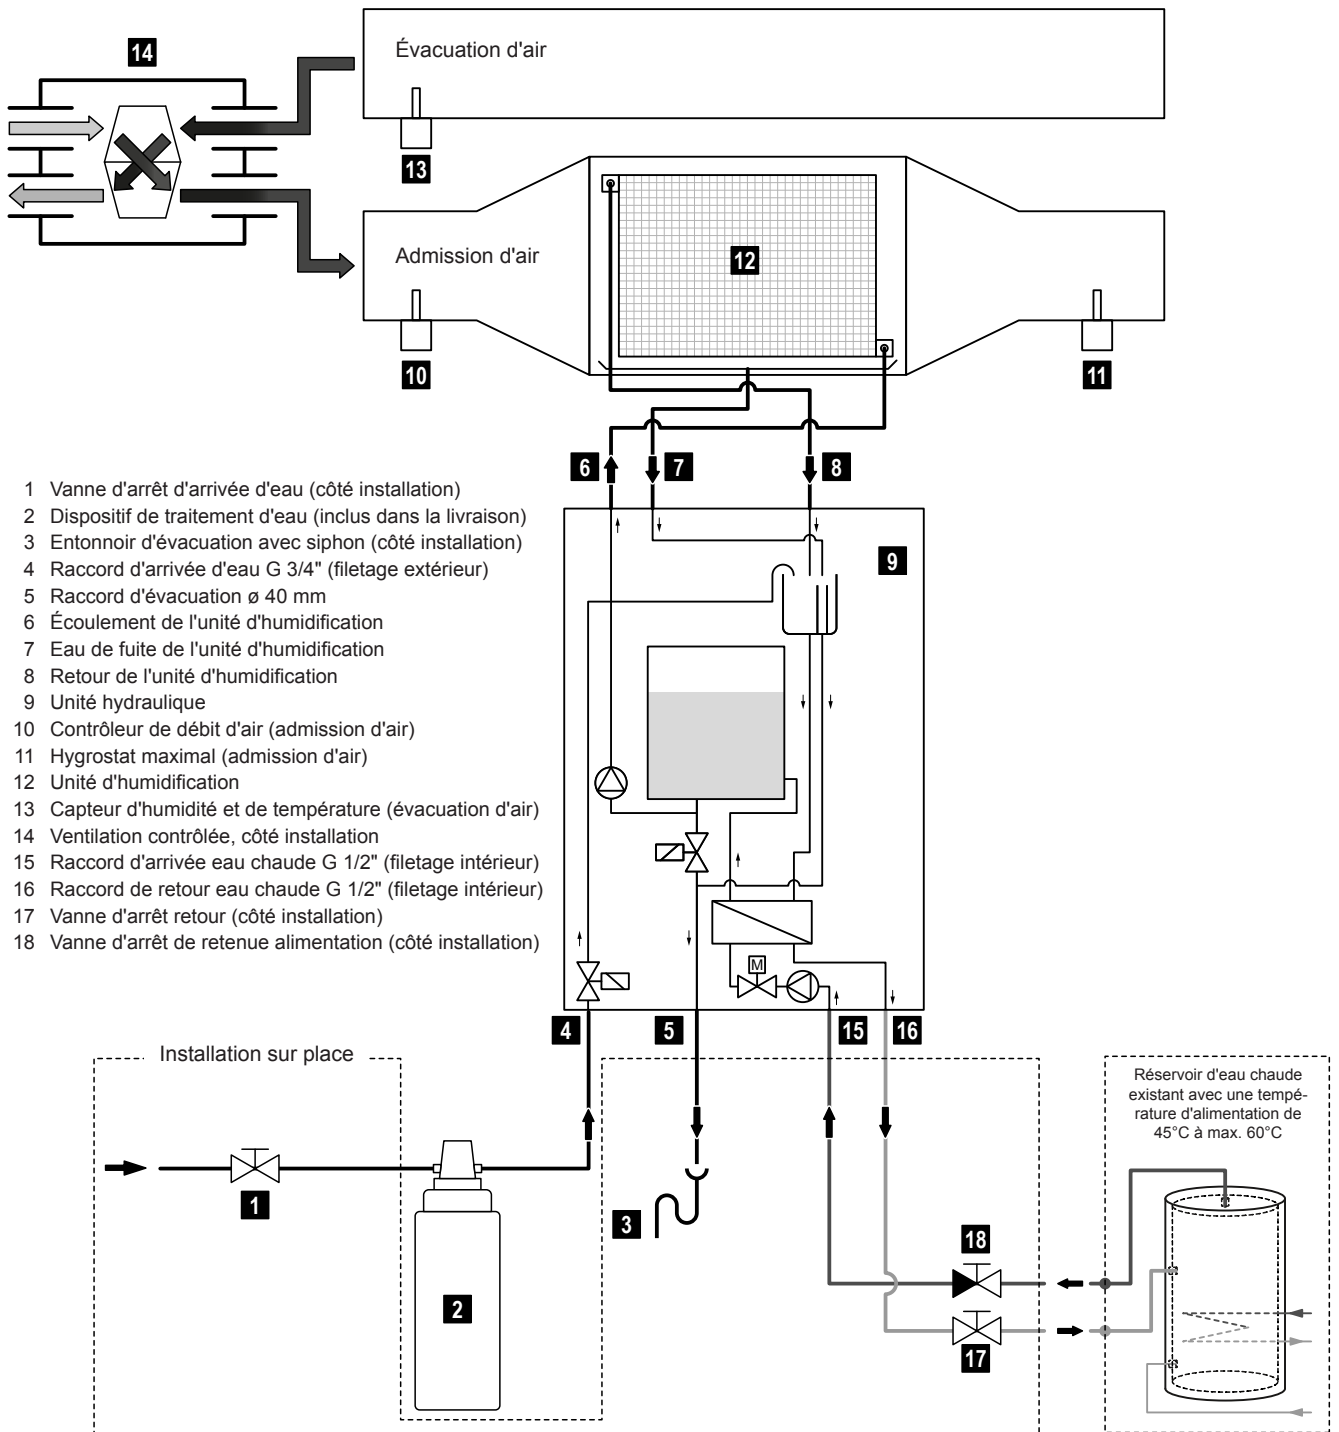 14
Évacuation d'air
13
Admission d'air
12
10
11
6
7
8
1 Vanne d'arrêt d'arrivée d'eau (côté installation)
2 Dispositif de traitement d'eau (inclus dans la livraison)
3 Entonnoir d'évacuation avec siphon (côté installation)
4 Raccord d'arrivée d'eau G 3/4" (filetage extérieur)
5 Raccord d'évacuation ø 40 mm
6 Écoulement de l'unité d'humidification
7 Eau de fuite de l'unité d'humidification
8 Retour de l'unité d'humidification
9 Unité hydraulique
10 Contrôleur de débit d'air (admission d'air)
11 Hygrostat maximal (admission d'air)
12 Unité d'humidification
13 Capteur d'humidité et de température (évacuation d'air)
14 Ventilation contrôlée, côté installation
15 Raccord d'arrivée eau chaude G 1/2" (filetage intérieur)
16 Raccord de retour eau chaude G 1/2" (filetage intérieur)
17 Vanne d'arrêt retour (côté installation)
18 Vanne d'arrêt de retenue alimentation (côté installation)
9
M
4
5
15
16
Installation sur place
Réservoir d'eau chaude
existant avec une tempé-
rature d'alimentation de
45°C à max. 60°C
1
3
18
2
17